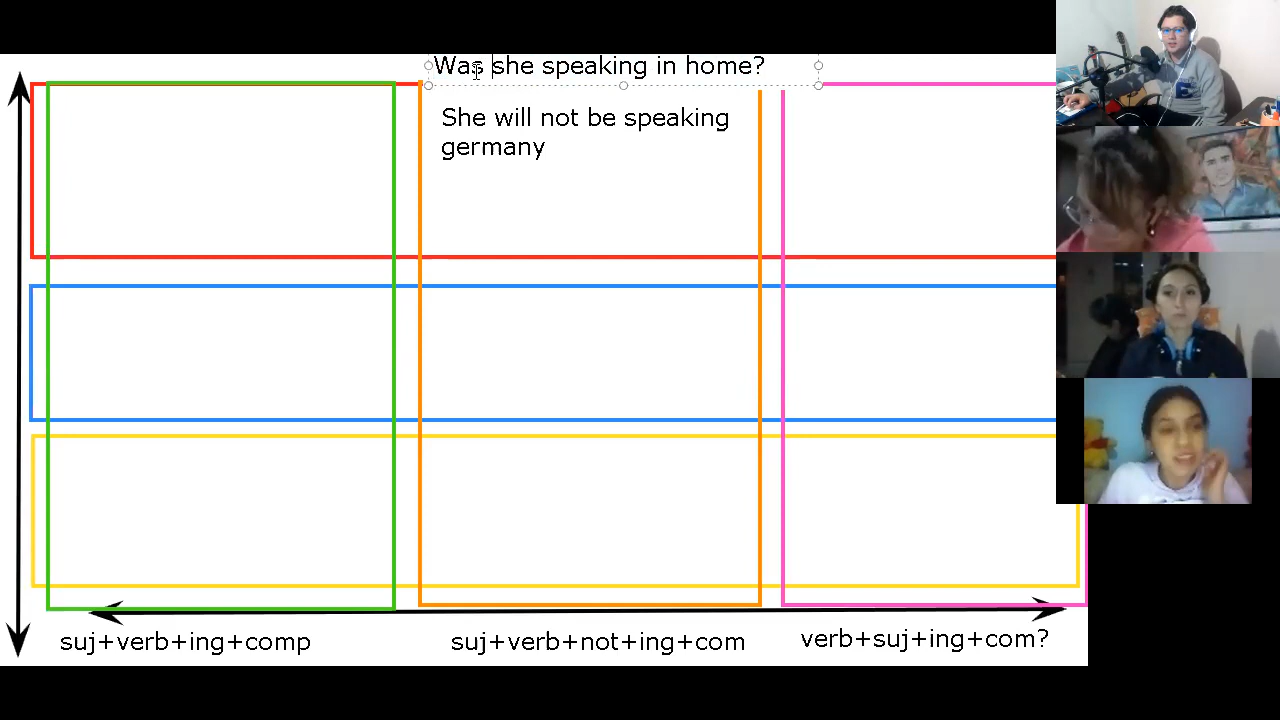 Was she speaking in home?
She will not be speaking
germany
suj+verb+ing+comp
suj+verb+not+ing+com
verb+suj+ing+com?